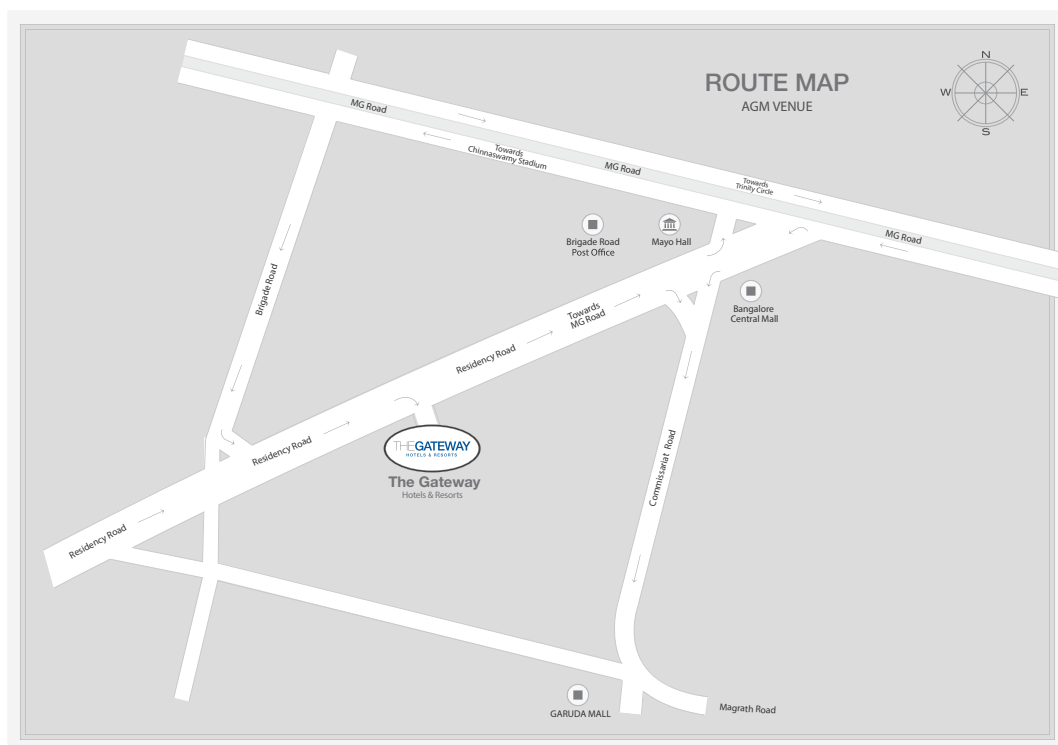 ROUTE MAP
AGM VENUE
N
W
E
S
MG Road
Towards
Chinnaswamy Stadium
MG Road
Towards
Trinity Circle
MG Road
Brigade Road
Post Office
Mayo Hall
Bangalore
Central Mall
Brigade Road
Towards
MG Road
Residency Road
Residency Road
THEGATEWAY
HOTELS & RESORTS
The Gateway
Hotels & Resorts
Commissariat Road
Residency Road
GARUDA MALL
Magrath Road